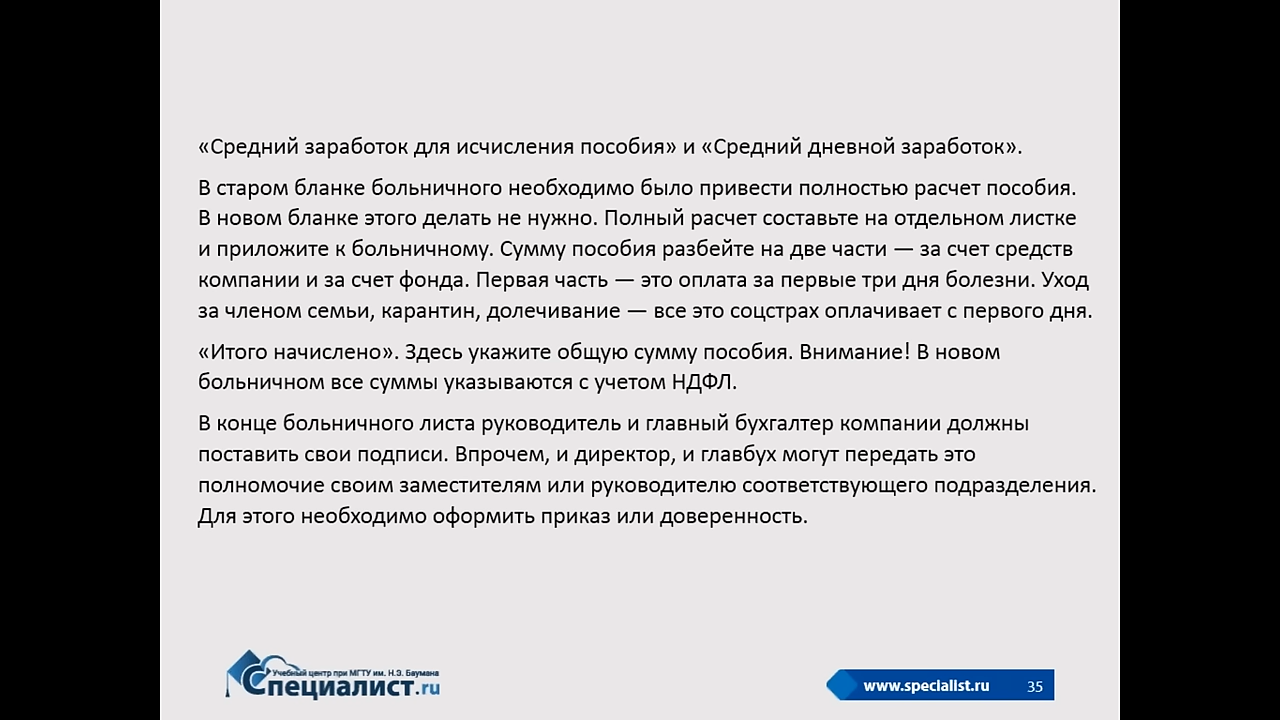 «Средний заработок для исчисления пособия» и «Средний дневной заработок».
В старом бланке больничного необходимо было привести полностью расчет пособия.
В новом бланке этого делать не нужно. Полный расчет составьте на отдельном листке
и приложите к больничному. Сумму пособия разбейте на две части — за счет средств
компании и за счет фонда. Первая часть — это оплата за первые три дня болезни. Уход
за членом семьи, карантин, долечивание — все это соцстрах оплачивает с первого дня.
«Итого начислено». Здесь укажите общую сумму пособия. Внимание! В новом
больничном все суммы указываются с учетом НДФЛ.
В конце больничного листа руководитель и главный бухгалтер компании должны
поставить свои подписи. Впрочем, и директор, и главбух могут передать это
полномочие своим заместителям или руководителю соответствующего подразделения.
Для этого необходимо оформить приказ или доверенность.
Учебный центр при МГТУ им. Н.Э. Баумана
Специалист.ru
www.specialist.ru 35